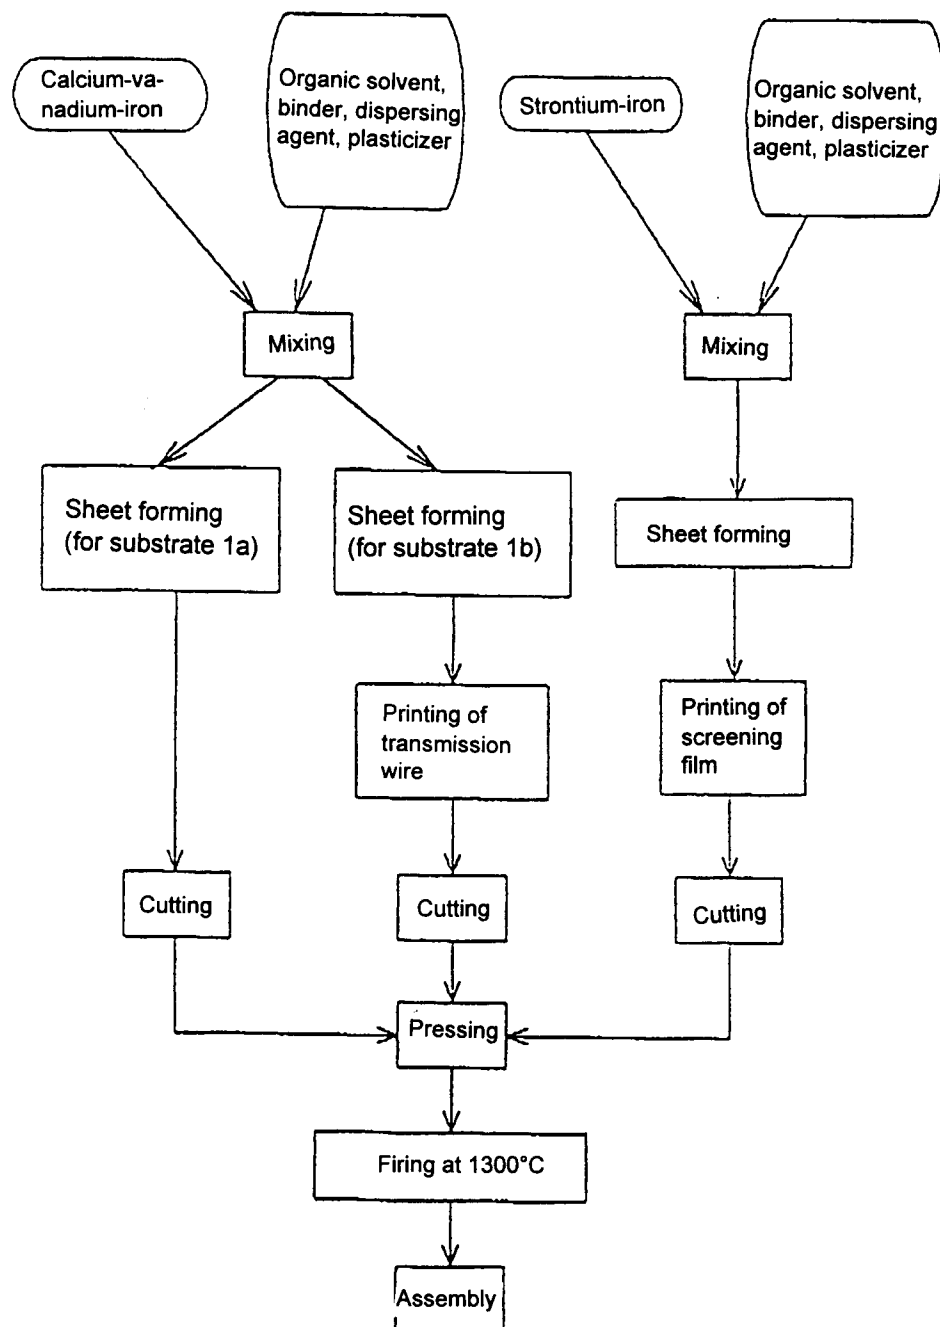 Calcium-va-
nadium-iron
Organic solvent,
binder, dispersing
agent, plasticizer
Strontium-iron
Organic solvent,
binder, dispersing
agent, plasticizer
Mixing
Mixing
Sheet forming
(for substrate 1a)
Sheet forming
(for substrate 1b)
Sheet forming
Printing of
transmission
wire
Printing of
screening
film
Cutting
Cutting
Cutting
Pressing
Firing at 1300°C
Assembly